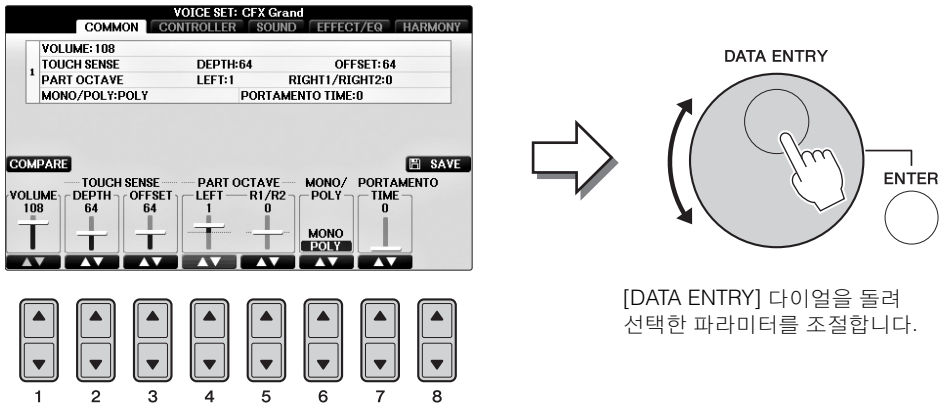 VOICE SET: CFX Grand
COMMON CONTROLLER SOUND EFFECT/EQ HARMONY
1
VOLUME: 108
TOUCH SENSE DEPTH:64 OFFSET:64
PART OCTAVE LEFT:1 RIGHT1/RIGHT2:0
MONO/POLY:POLY PORTAMENTO TIME:0
COMPARE SAVE
TOUCH SENSE PART OCTAVE MONO/ PORTAMENTO
VOLUME DEPTH OFFSET LEFT R1/R2 POLY TIME
108 64 64 1 0 0
MONO
POLY
1 2 3 4 5 6 7 8
DATA ENTRY
ENTER
[DATA ENTRY] 다이얼을 돌려
선택한 파라미터를 조절합니다.